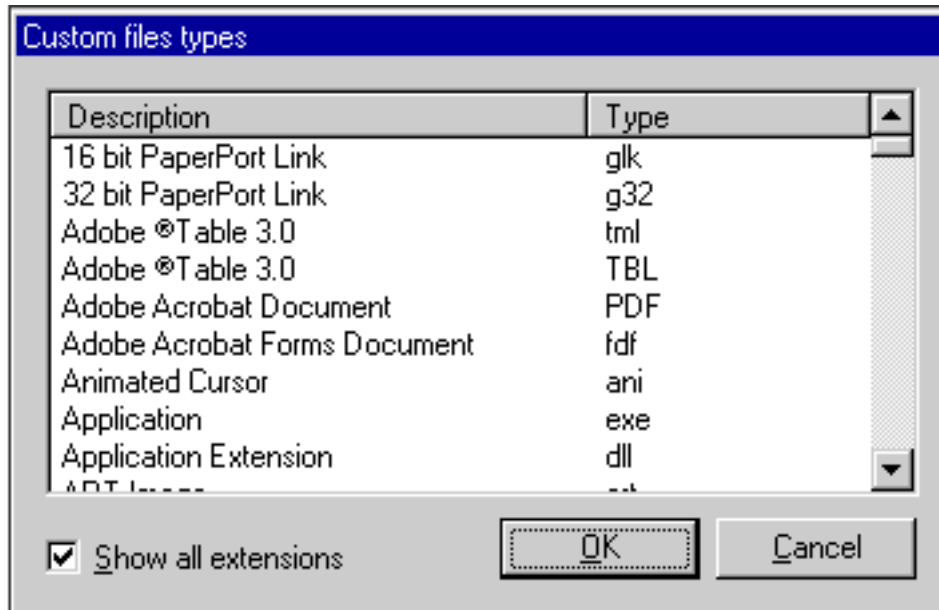 Custom files types
Description Type
16 bit PaperPort Link glk
32 bit PaperPort Link g32
Adobe ®Table 3.0 tml
Adobe ®Table 3.0 TBL
Adobe Acrobat Document PDF
Adobe Acrobat Forms Document fdf
Animated Cursor ani
Application exe
Application Extension dll
Show all extensions OK Cancel